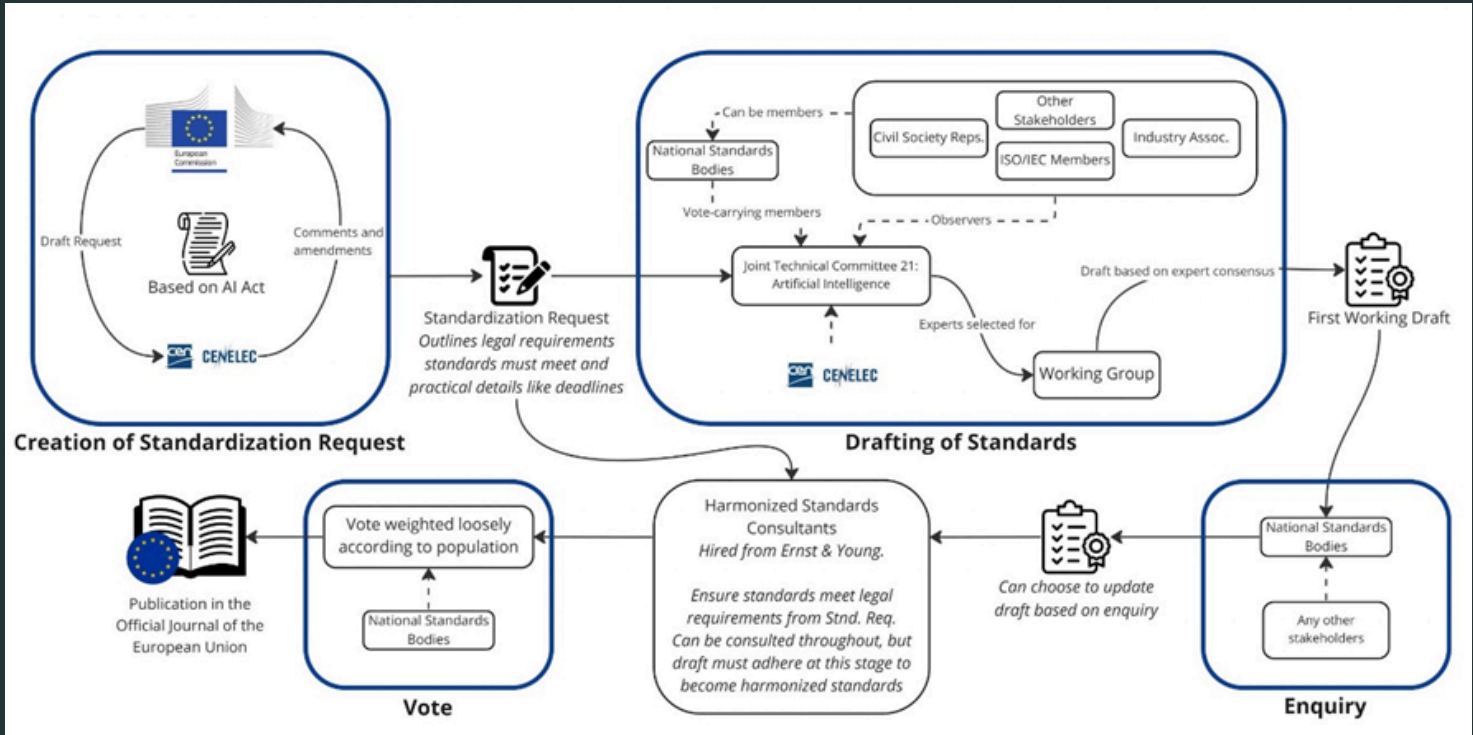 European
Commission
Draft Request
Based on AI Act
Comments and
amendments
cen CENELEC
Creation of Standardization Request
Standardization Request
Outlines legal requirements
standards must meet and
practical details like deadlines
Can be members
National Standards
Bodies
Civil Society Reps.
Other
Stakeholders
ISO/IEC Members
Industry Assoc.
Vote-carrying members
Observers
Joint Technical Committee 21:
Artificial Intelligence
cen CENELEC
Experts selected for
Working Group
Draft based on expert consensus
Drafting of Standards
First Working Draft
National Standards
Bodies
Any other
stakeholders
Enquiry
Can choose to update
draft based on enquiry
Harmonized Standards
Consultants
Hired from Ernst & Young.
Ensure standards meet legal
requirements from Stnd. Req.
Can be consulted throughout, but
draft must adhere at this stage to
become harmonized standards
Vote weighted loosely
according to population
National Standards
Bodies
Vote
Publication in the
Official Journal of the
European Union